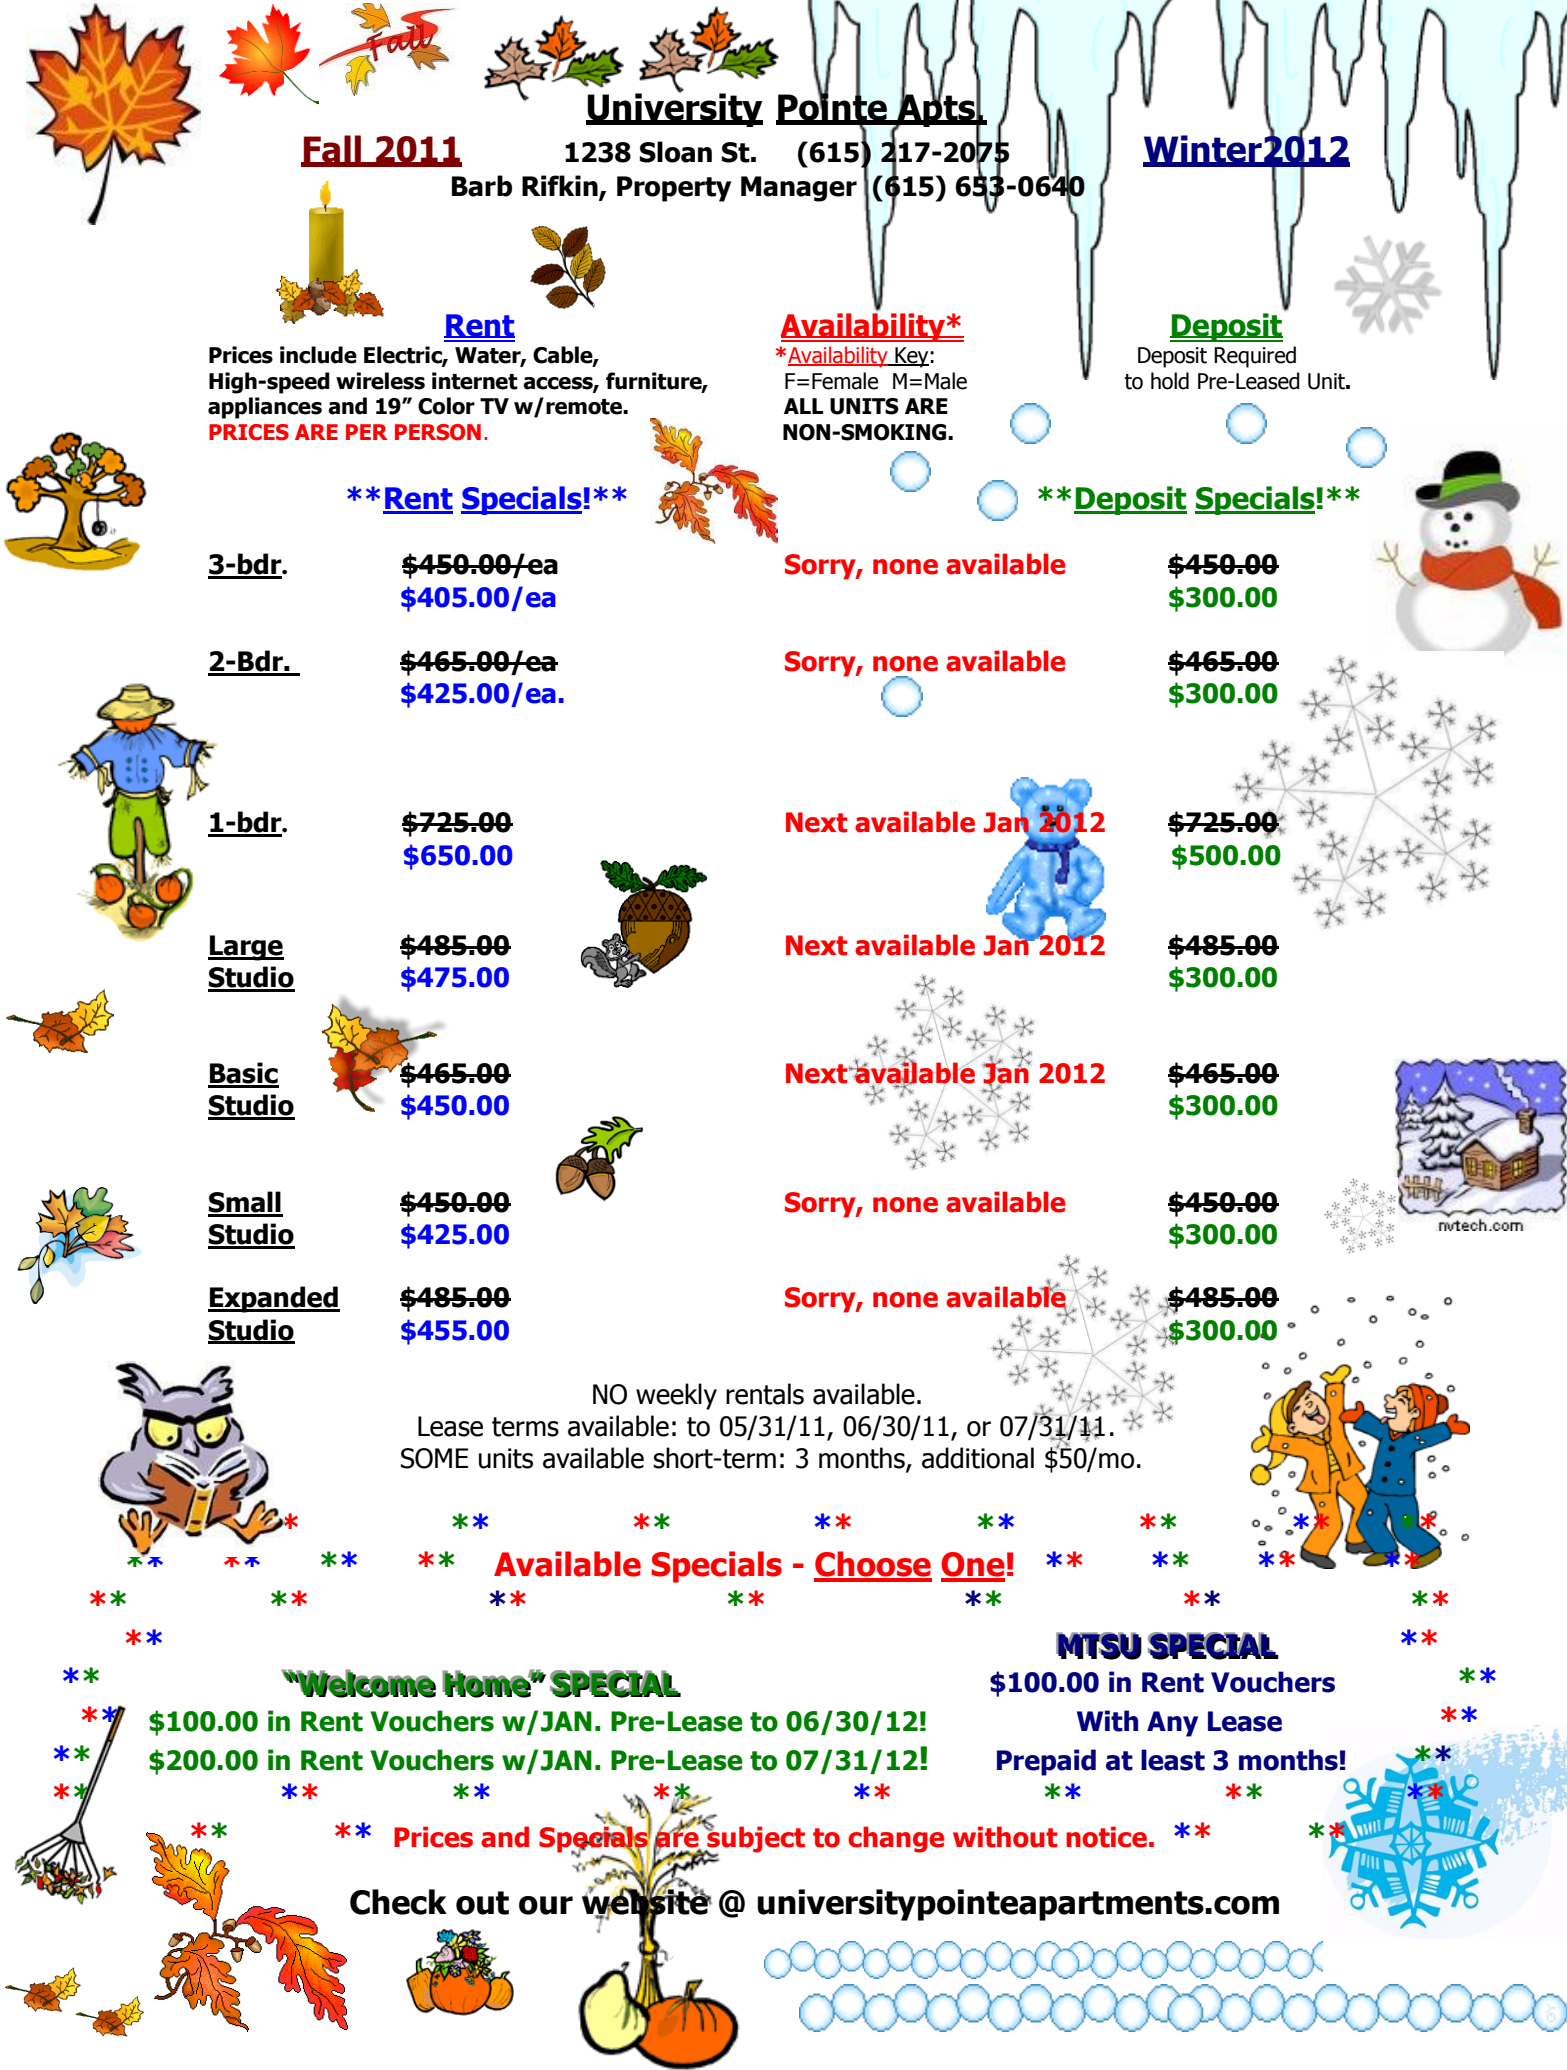 Fall
University Pointe Apts.
Fall 2011 1238 Sloan St. (615) 217-2075 Winter2012
Barb Rifkin, Property Manager (615) 653-0640
Rent Availability* Deposit
Prices include Electric, Water, Cable, *Availability Key: Deposit Required
High-speed wireless internet access, furniture, F=Female M=Male to hold Pre-Leased Unit.
appliances and 19” Color TV w/remote. ALL UNITS ARE
PRICES ARE PER PERSON. NON-SMOKING.
**Rent Specials!** **Deposit Specials!**
3-bdr. $450.00/ea Sorry, none available $450.00
$405.00/ea $300.00
2-Bdr. $465.00/ea Sorry, none available $465.00
$425.00/ea. $300.00
1-bdr. $725.00 Next available Jan 2012 $725.00
$650.00 $500.00
Large $485.00 Next available Jan 2012 $485.00
Studio $475.00 $300.00
Basic $465.00 Next available Jan 2012 $465.00
Studio $450.00 $300.00
Small $450.00 Sorry, none available $450.00
Studio $425.00 $300.00
nvtech.com
Expanded $485.00 Sorry, none available $485.00
Studio $455.00 $300.00
NO weekly rentals available.
Lease terms available: to 05/31/11, 06/30/11, or 07/31/11.
SOME units available short-term: 3 months, additional $50/mo.
* ** ** ** ** ** ** **
** ** ** ** Available Specials - Choose One! ** ** ** **
** ** ** ** ** ** **
** MTSU SPECIAL **
** “Welcome Home” SPECIAL $100.00 in Rent Vouchers **
** $100.00 in Rent Vouchers w/JAN. Pre-Lease to 06/30/12! With Any Lease **
** $200.00 in Rent Vouchers w/JAN. Pre-Lease to 07/31/12! Prepaid at least 3 months! **
** ** ** ** ** ** ** **
** ** Prices and Specials are subject to change without notice. ** **
Check out our website @ universitypointeapartments.com